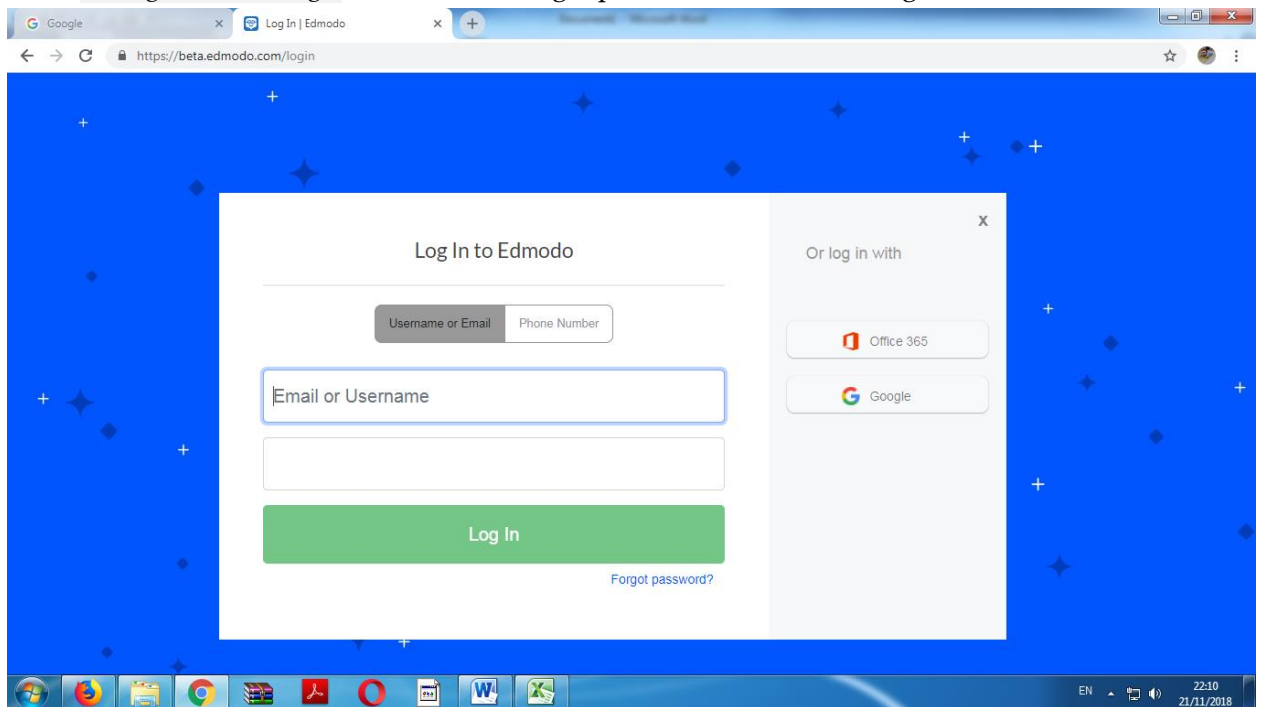 Google
Log In | Edmodo
https://beta.edmodo.com/login
Log In to Edmodo
Or log in with
Username or Email
Phone Number
Office 365
Email or Username
Google
Log In
Forgot password?
EN
22:10
21/11/2018